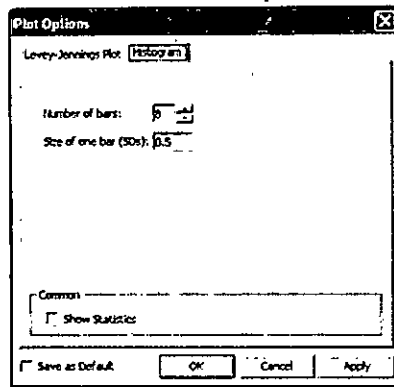 Plot Options
Levey-Jennings Plot Histogram
Number of bars:
Size of one bar (SDs): 0.5
Common
Show Statistics
Save as Default OK Cancel Apply